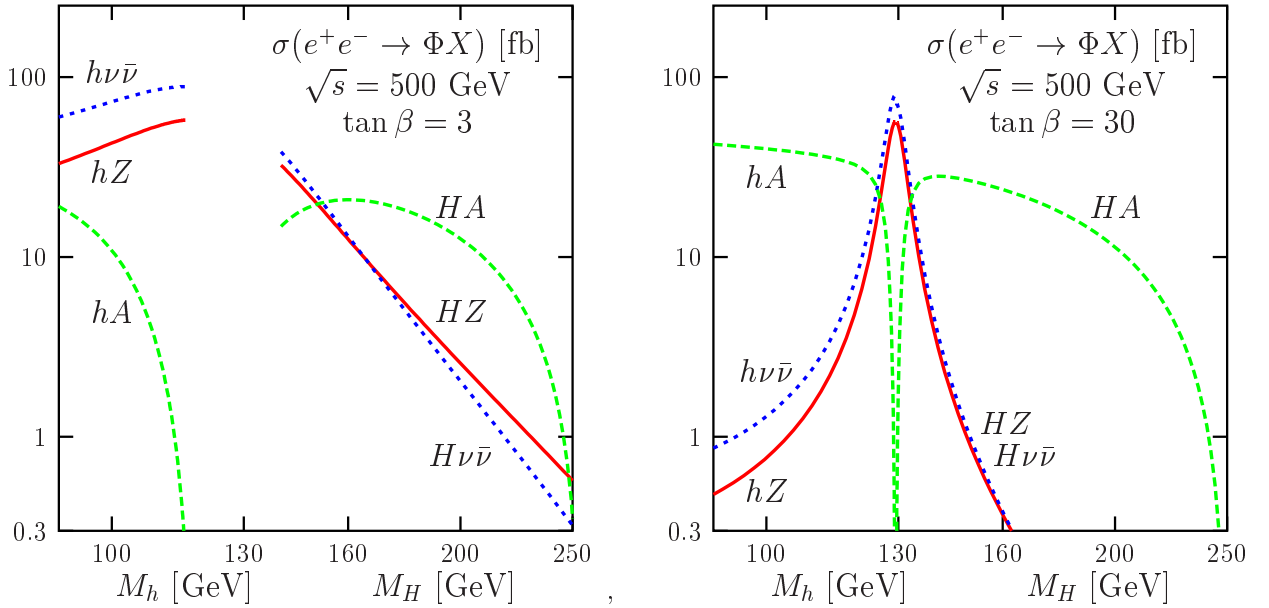 σ(e⁺e⁻ → ΦX) [fb]
√s = 500 GeV
tan β = 3
100
10
1
0.3
hνν̄
hZ
hA
HA
HZ
Hνν̄
100 130 160 200 250
M_h [GeV] M_H [GeV]
,
σ(e⁺e⁻ → ΦX) [fb]
√s = 500 GeV
tan β = 30
100
10
1
0.3
hA
HA
hνν̄
HZ
Hνν̄
hZ
100 130 160 200 250
M_h [GeV] M_H [GeV]